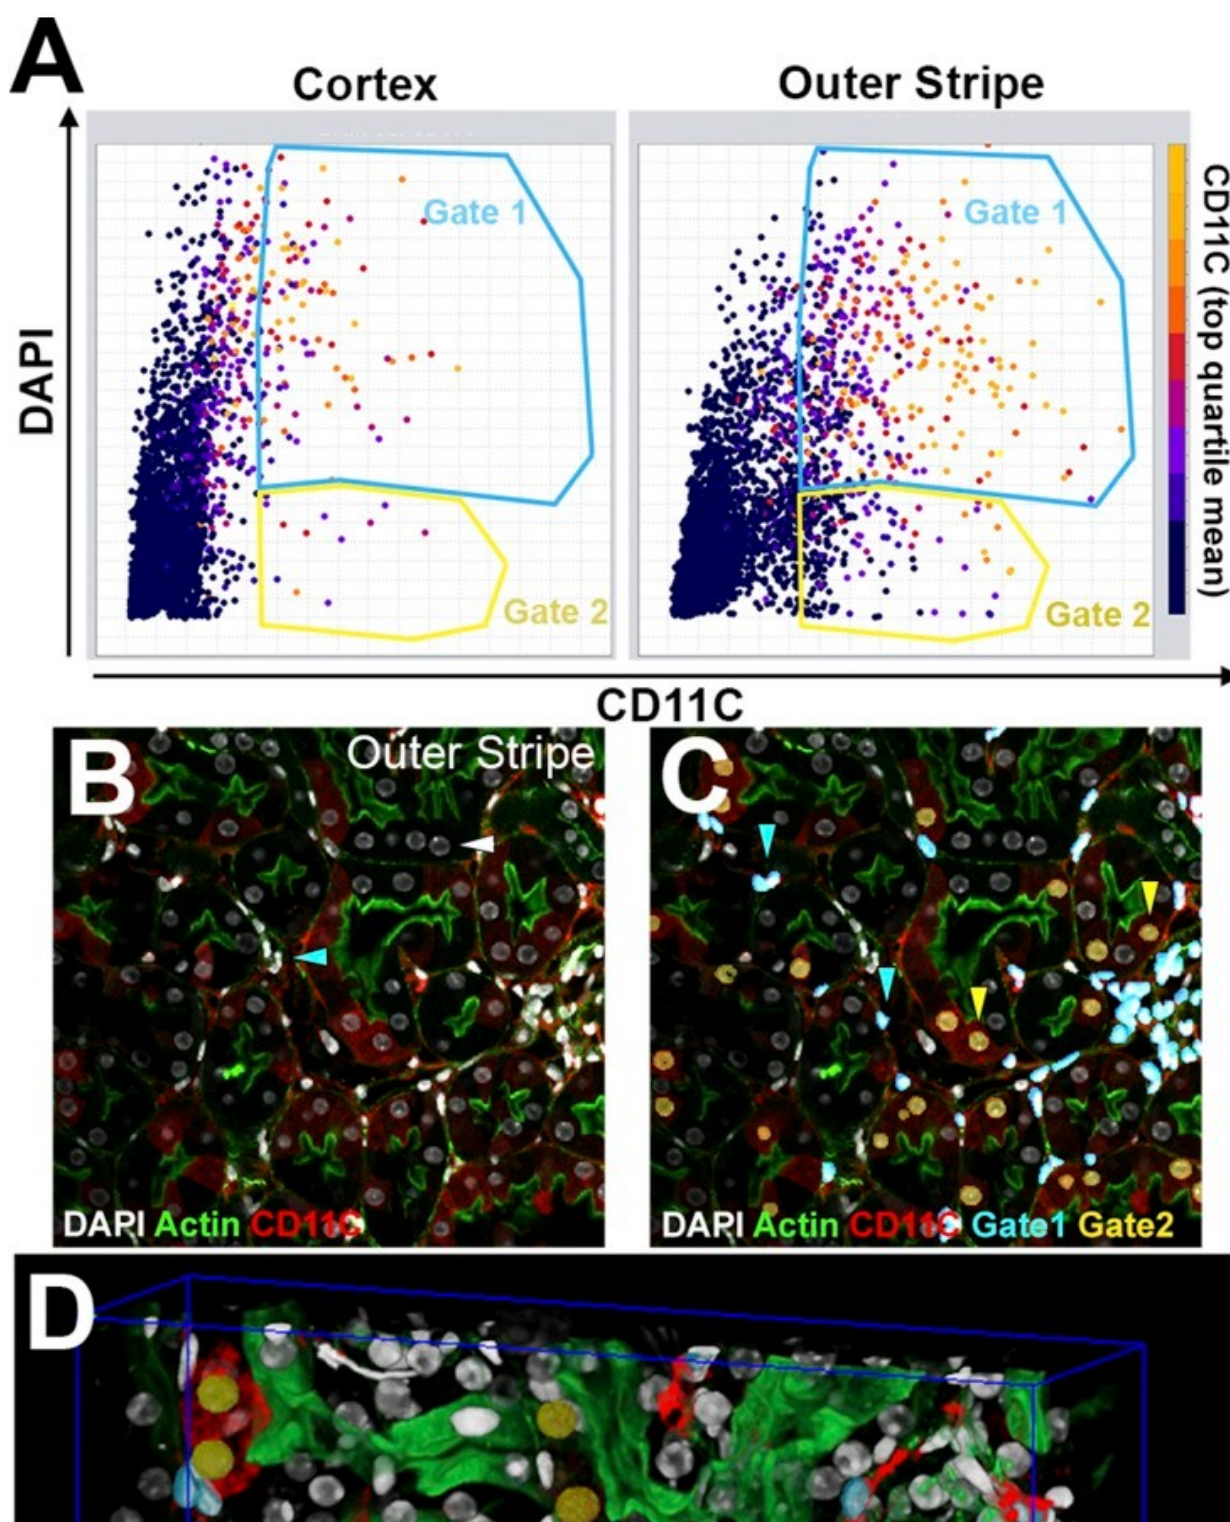 A
Cortex
Outer Stripe
Gate 1
Gate 1
Gate 2
Gate 2
DAPI
CD11C (top quartile mean)
CD11C
B
Outer Stripe
DAPI Actin CD11C
C
DAPI Actin CD11C Gate1 Gate2
D